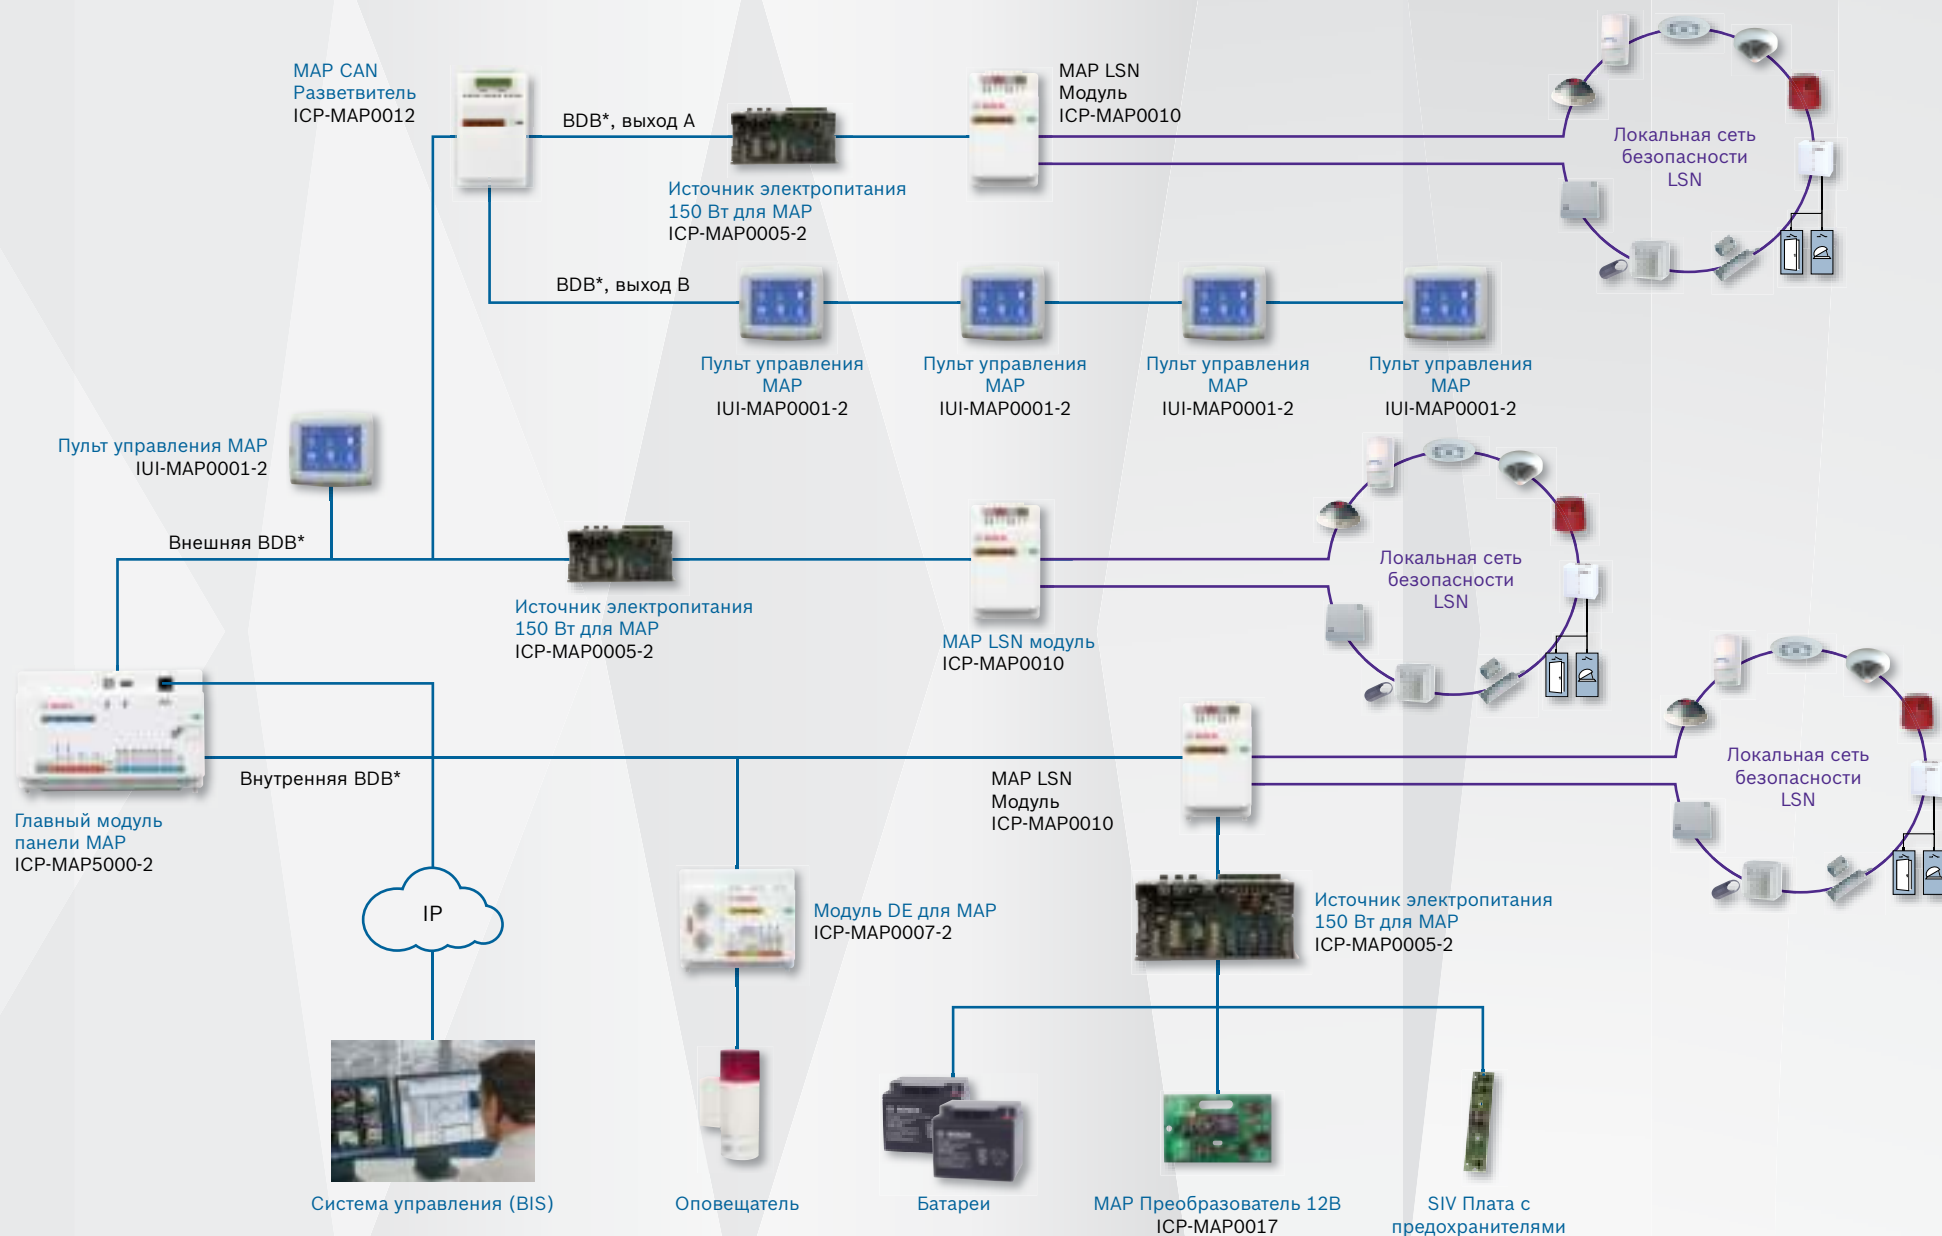 MAP CAN
Разветвитель
ICP-MAP0012
BDB*, выход A
Источник электропитания
150 Вт для MAP
ICP-MAP0005-2
MAP LSN
Модуль
ICP-MAP0010
Локальная сеть
безопасности
LSN
BDB*, выход B
Пульт управления
MAP
IUI-MAP0001-2
Пульт управления
MAP
IUI-MAP0001-2
Пульт управления
MAP
IUI-MAP0001-2
Пульт управления
MAP
IUI-MAP0001-2
Пульт управления MAP
IUI-MAP0001-2
Внешняя BDB*
Источник электропитания
150 Вт для MAP
ICP-MAP0005-2
MAP LSN модуль
ICP-MAP0010
Локальная сеть
безопасности
LSN
Главный модуль
панели MAP
ICP-MAP5000-2
Внутренняя BDB*
MAP LSN
Модуль
ICP-MAP0010
Локальная сеть
безопасности
LSN
IP
Модуль DE для MAP
ICP-MAP0007-2
Источник электропитания
150 Вт для MAP
ICP-MAP0005-2
Система управления (BIS)
Оповещатель
Батареи
MAP Преобразователь 12В
ICP-MAP0017
SIV Плата с
предохранителями